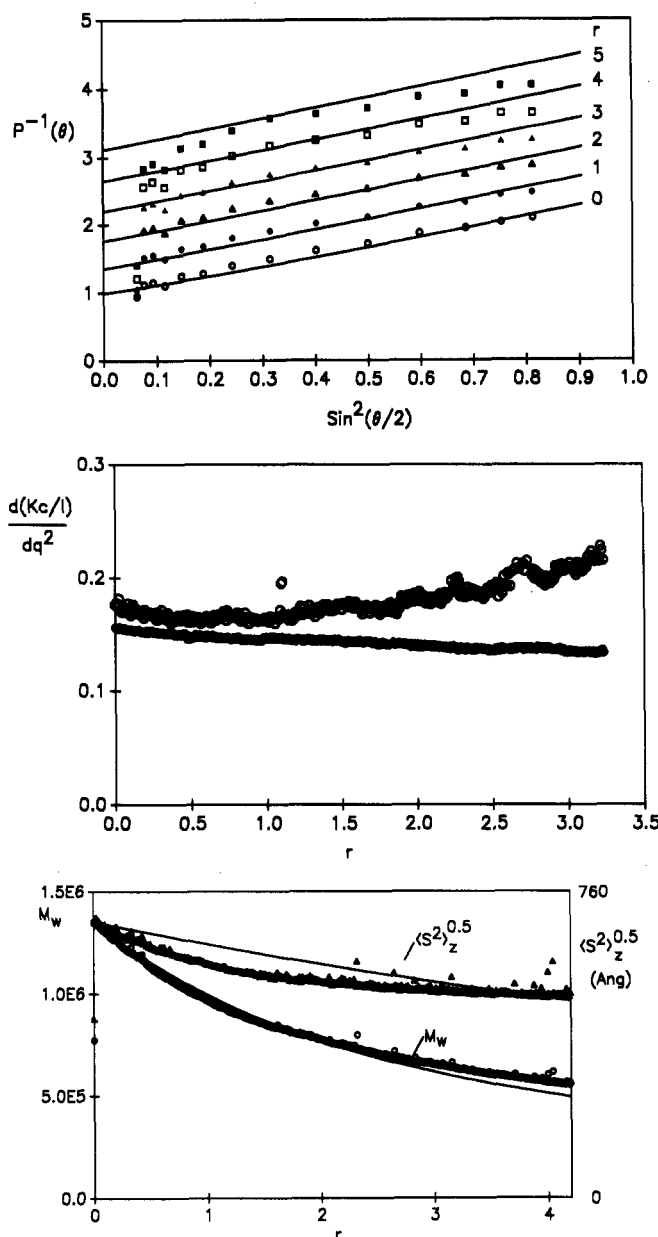 r
5
5
4
4
3
P⁻¹(θ)
3
2
2
1
1
0
0
0.0 0.1 0.2 0.3 0.4 0.5 0.6 0.7 0.8 0.9 1.0
Sin²(θ/2)
0.3
d(Kc/I)
dq²
0.2
0.1
0.0
0.0 0.5 1.0 1.5 2.0 2.5 3.0 3.5
r
1.5E6
760
M_w
⟨S²⟩_z^0.5
⟨S²⟩_z^0.5
(Ang)
1.0E6
M_w
5.0E5
0.0
0
0 1 2 3 4
r